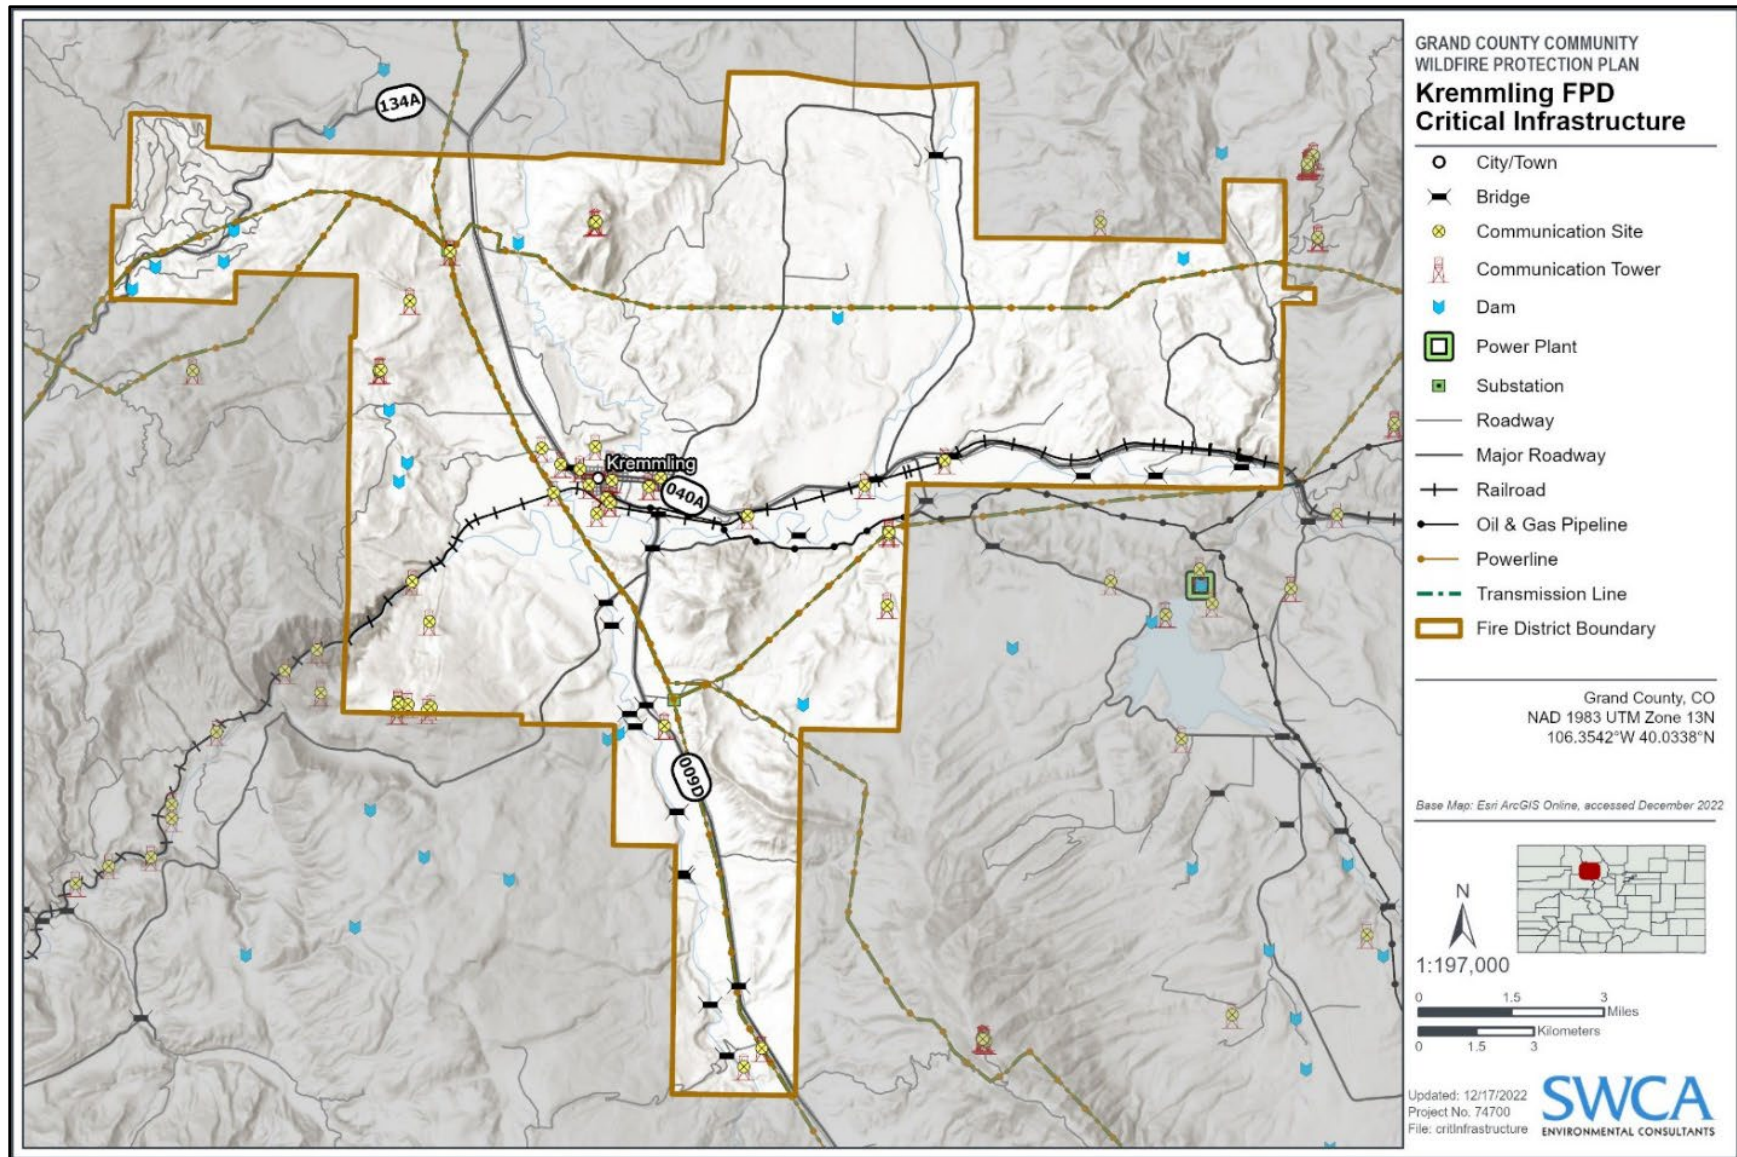 GRAND COUNTY COMMUNITY
WILDFIRE PROTECTION PLAN
Kremmling FPD
Critical Infrastructure
City/Town
Bridge
Communication Site
Communication Tower
Dam
Power Plant
Substation
Roadway
Major Roadway
Railroad
Oil & Gas Pipeline
Powerline
Transmission Line
Fire District Boundary
Grand County, CO
NAD 1983 UTM Zone 13N
106.3542°W 40.0338°N
Base Map: Esri ArcGIS Online, accessed December 2022
N
1:197,000
0 1.5 3
Miles
Kilometers
0 1.5 3
Updated: 12/17/2022
Project No. 74700
File: critInfrastructure
SWCA
ENVIRONMENTAL CONSULTANTS
134A
Kremmling
040A
009D